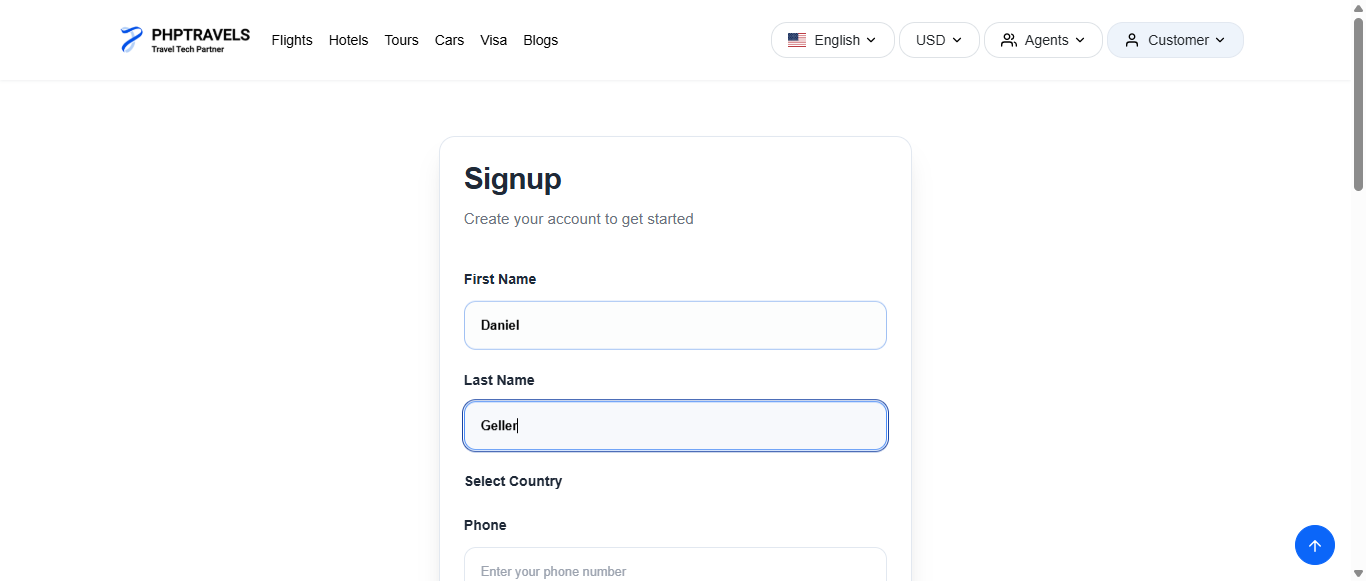 PHPTRAVELS
Travel Tech Partner
Flights Hotels Tours Cars Visa Blogs
English USD Agents Customer
Signup
Create your account to get started
First Name
Daniel
Last Name
Geller
Select Country
Phone
Enter your phone number